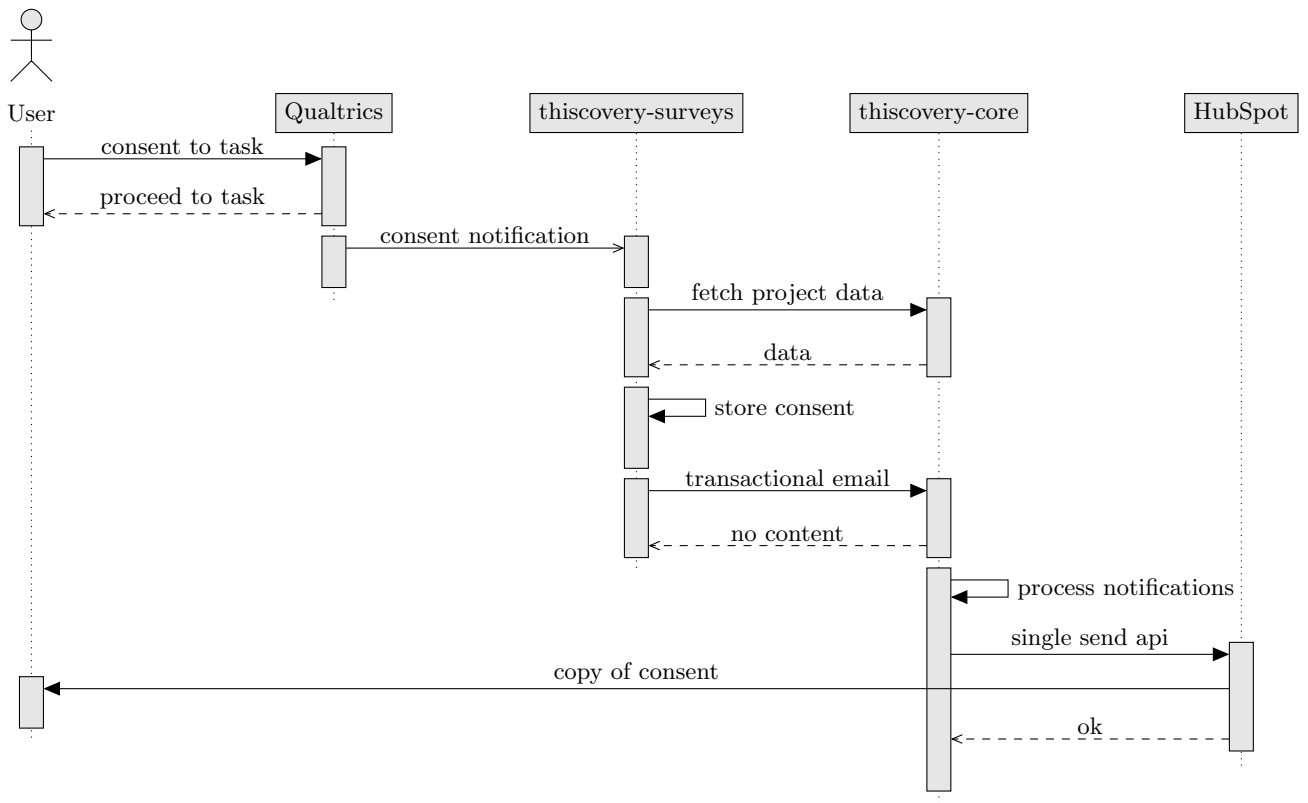 User
Qualtrics
thiscovery-surveys
thiscovery-core
HubSpot
consent to task
proceed to task
consent notification
fetch project data
data
store consent
transactional email
no content
process notifications
single send api
copy of consent
ok